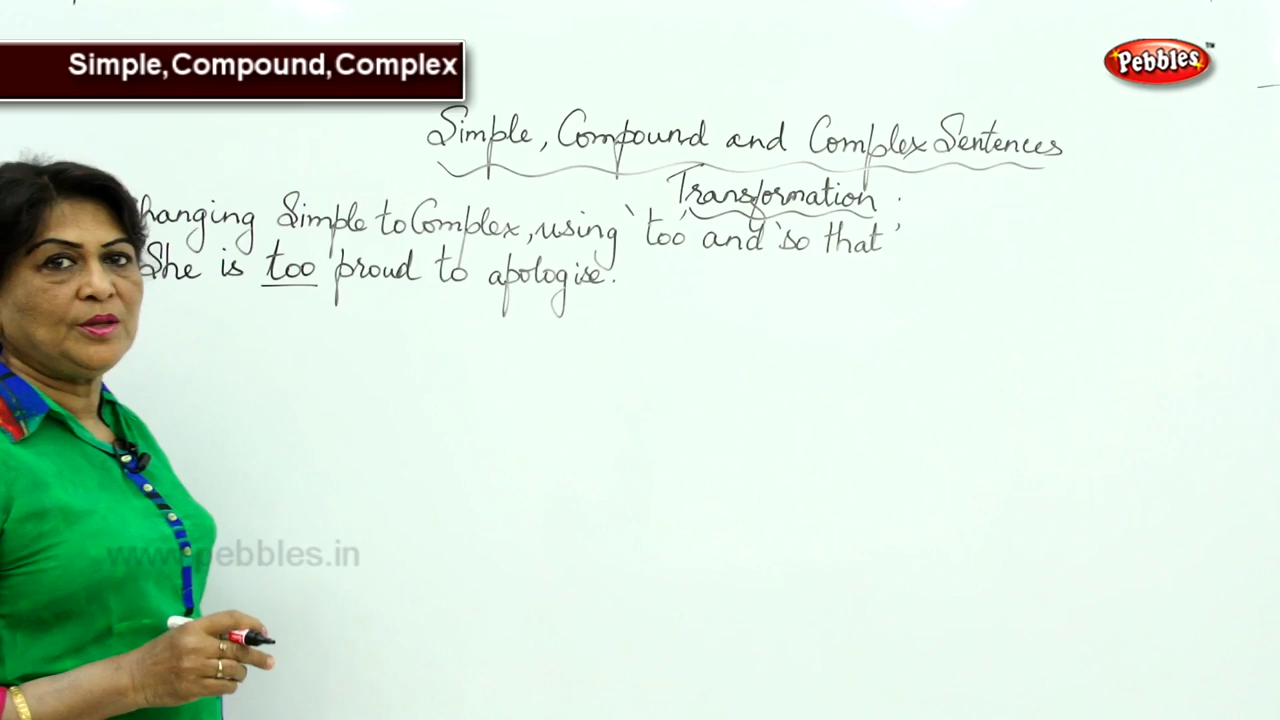 Simple,Compound,Complex
Pebbles™
Simple, Compound and Complex Sentences
Transformation
hanging Simple to Complex, using 'too and 'so that'
She is too proud to apologise.
www.pebbles.in